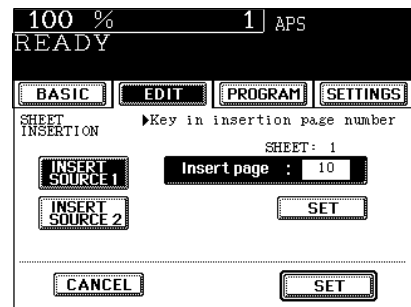 100 % 1 APS
READY
BASIC EDIT PROGRAM SETTINGS
SHEET INSERTION
▶Key in insertion page number
SHEET: 1
INSERT SOURCE 1
Insert page : 10
INSERT SOURCE 2
SET
CANCEL SET